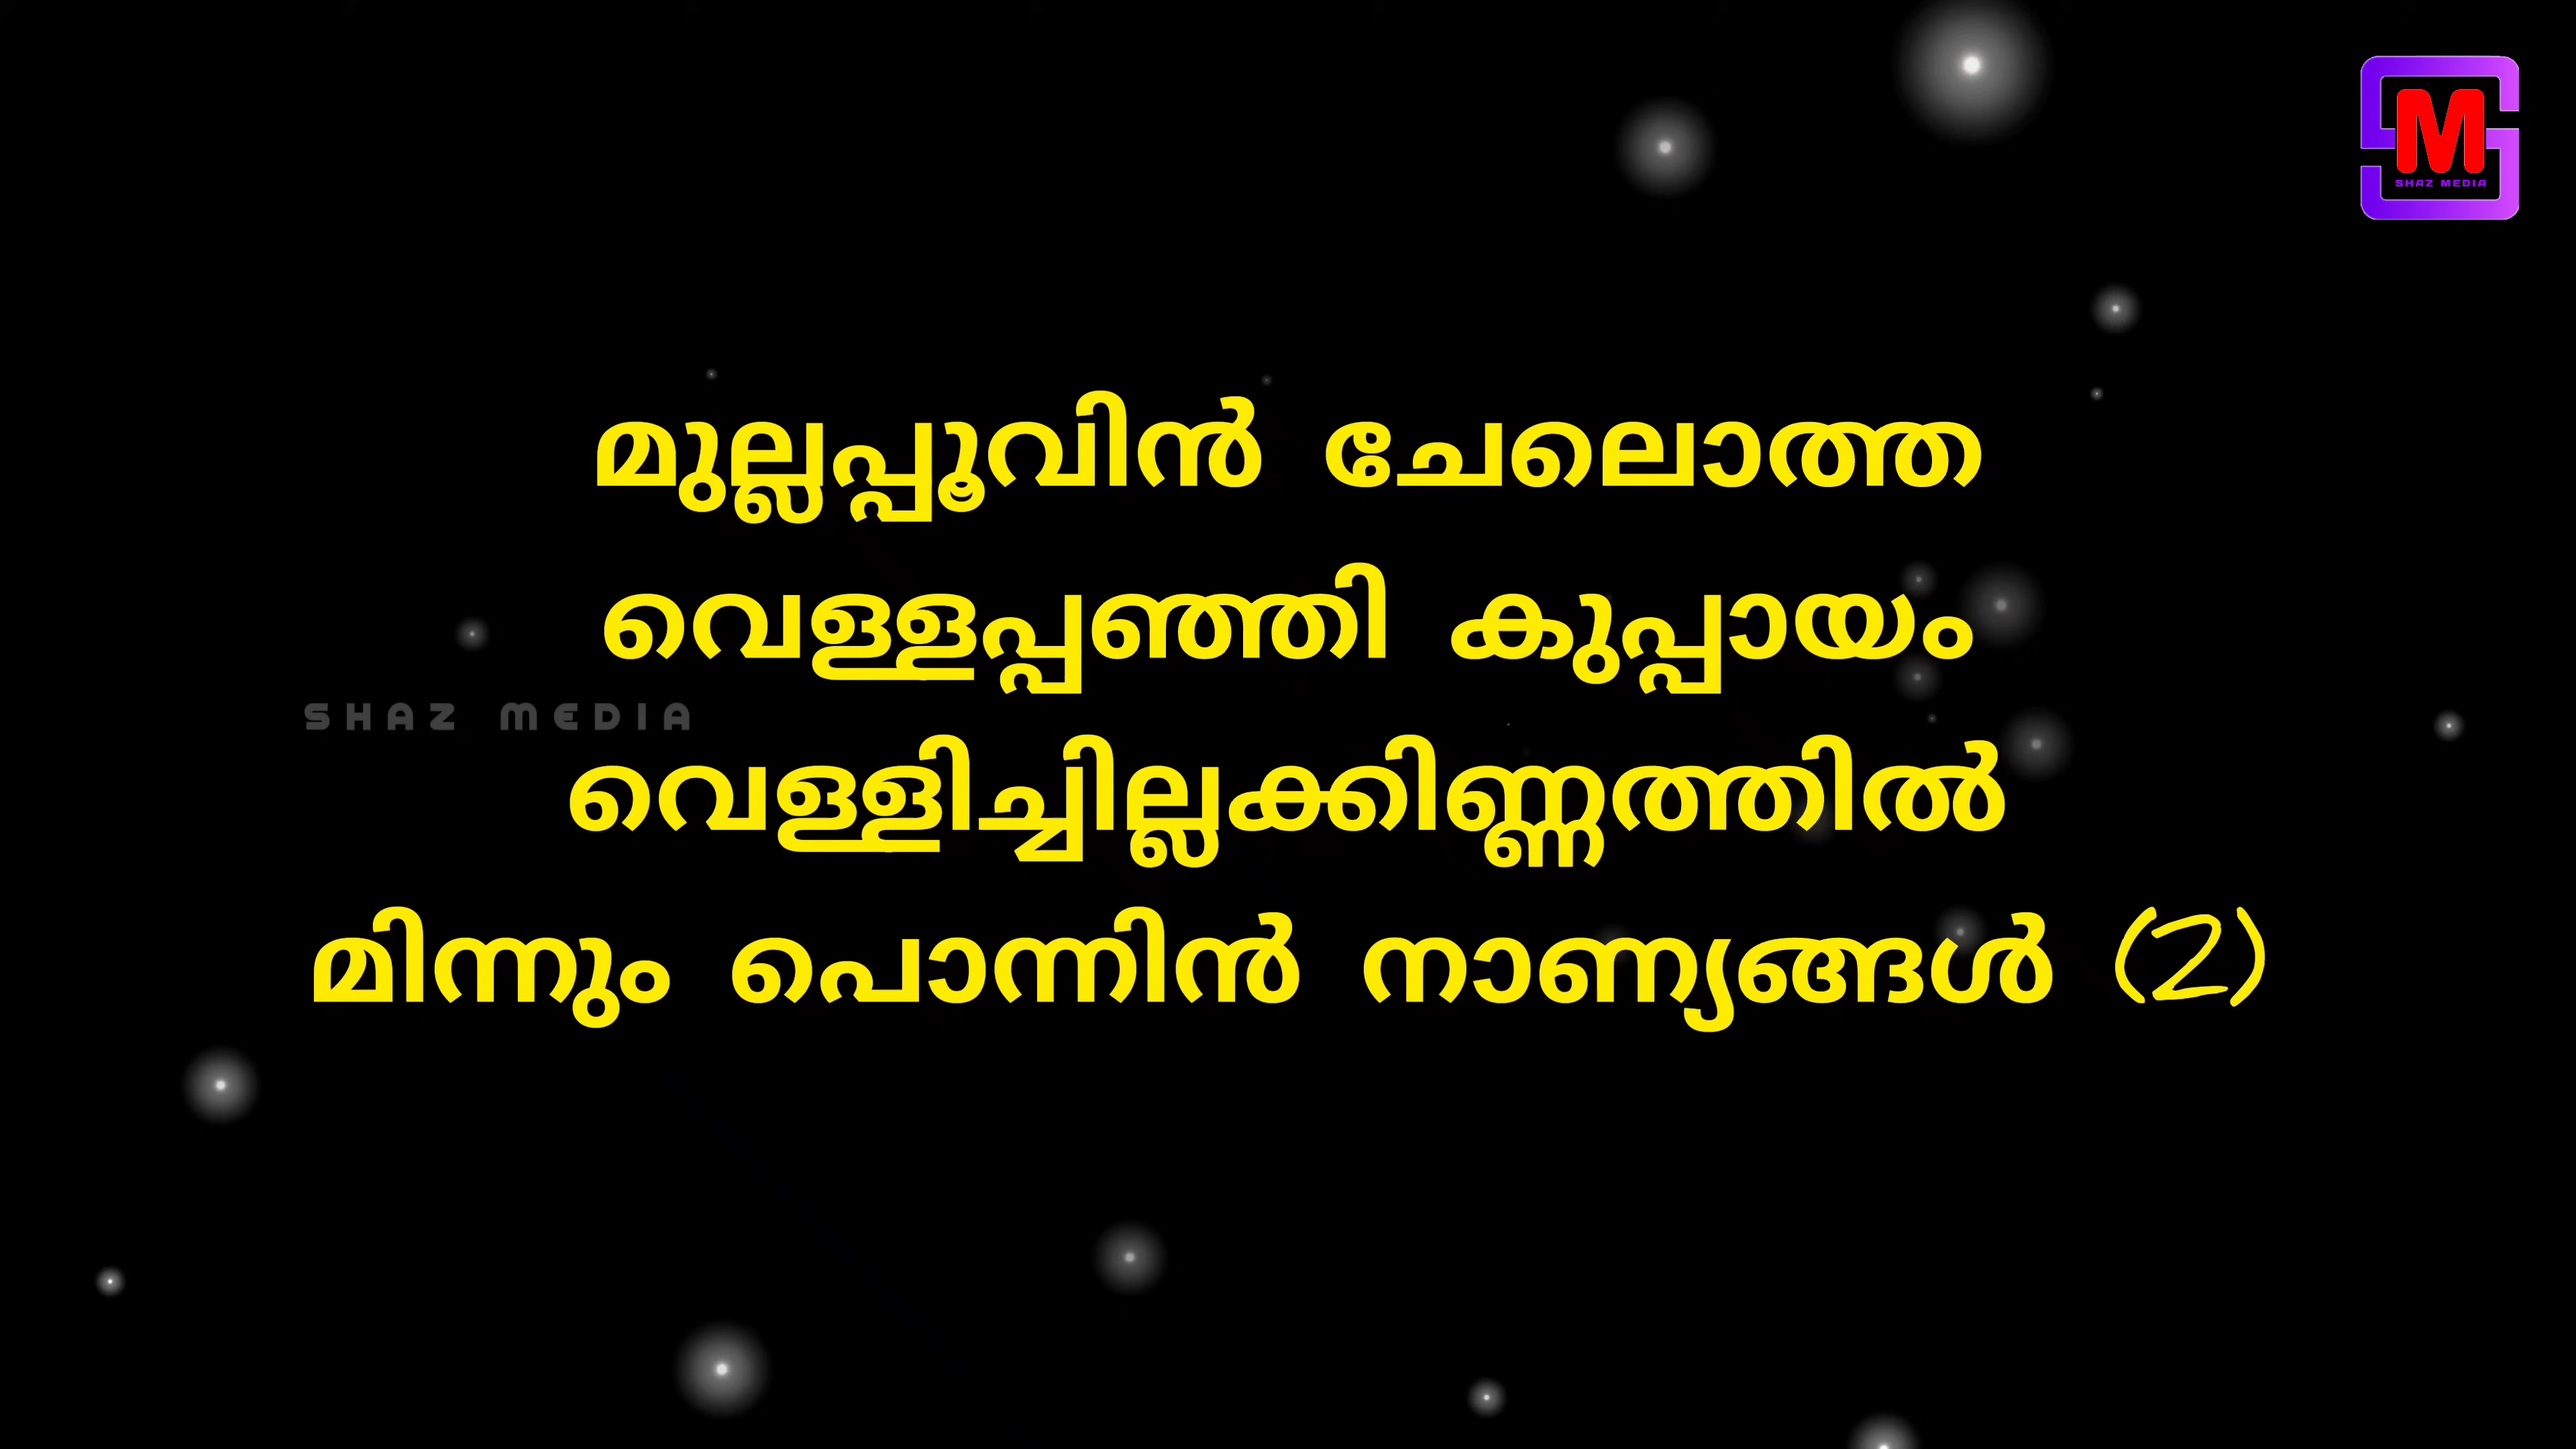 M
SHAZ MEDIA
മുല്ലപ്പൂവിൻ ചേലൊത്ത
വെള്ളപ്പഞ്ഞി കുപ്പായം
SHAZ MEDIA
വെള്ളിച്ചില്ലക്കിണ്ണത്തിൽ
മിന്നും പൊന്നിൻ നാണ്യങ്ങൾ (2)